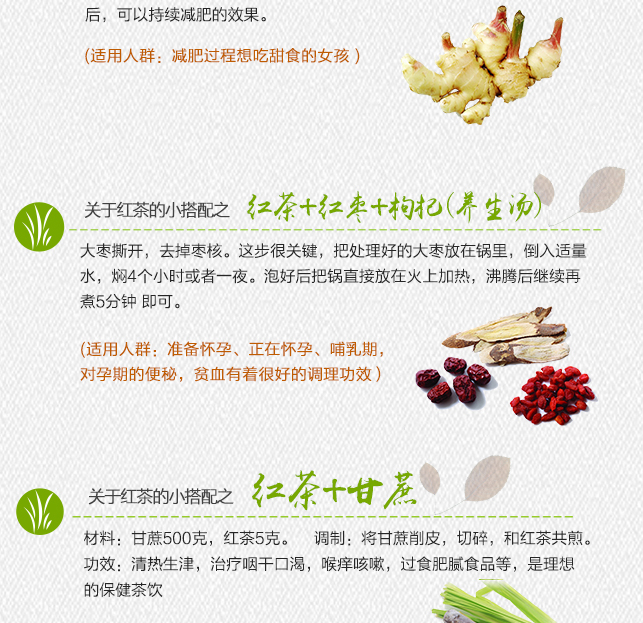 后，可以持续减肥的效果。
(适用人群：减肥过程想吃甜食的女孩 )
关于红茶的小搭配之 红茶+红枣+枸杞(养生汤)
大枣撕开，去掉枣核。这步很关键，把处理好的大枣放在锅里，倒入适量
水，焖4个小时或者一夜。泡好后把锅直接放在火上加热，沸腾后继续再
煮5分钟 即可。
(适用人群：准备怀孕、正在怀孕、哺乳期，
对孕期的便秘，贫血有着很好的调理功效 )
关于红茶的小搭配之 红茶+甘蔗
材料：甘蔗500克，红茶5克。 调制：将甘蔗削皮，切碎，和红茶共煎。
功效：清热生津，治疗咽干口渴，喉痒咳嗽，过食肥腻食品等，是理想
的保健茶饮